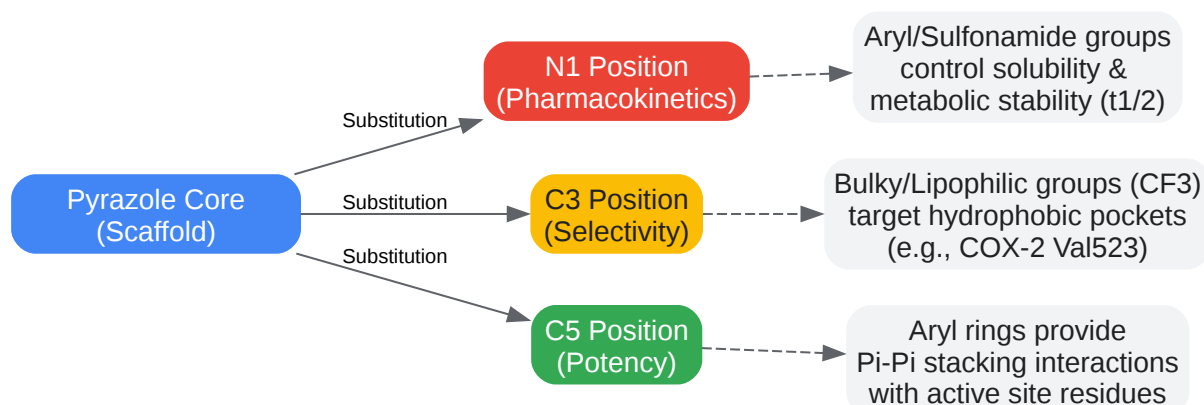 Pyrazole Core
(Scaffold)
Substitution
Substitution
Substitution
N1 Position
(Pharmacokinetics)
Aryl/Sulfonamide groups
control solubility &
metabolic stability (t1/2)
C3 Position
(Selectivity)
Bulky/Lipophilic groups (CF3)
target hydrophobic pockets
(e.g., COX-2 Val523)
C5 Position
(Potency)
Aryl rings provide
Pi-Pi stacking interactions
with active site residues